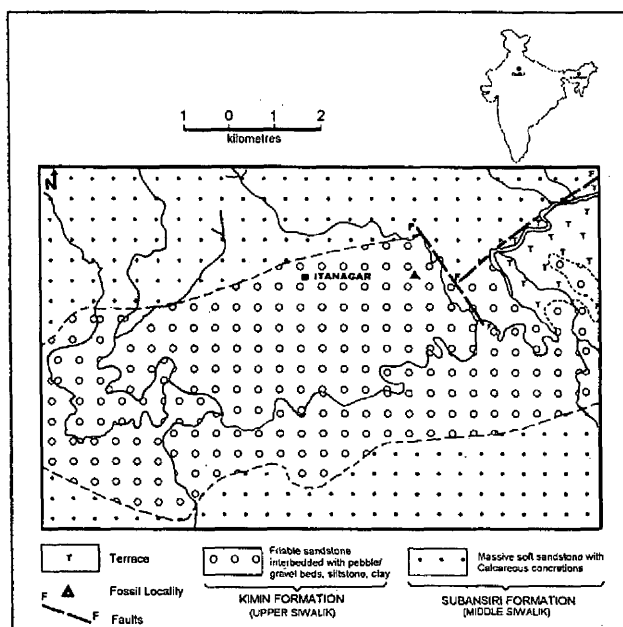 1 0 1 2
kilometres
N
F
F
F
ITANAGAR
T Terrace
Fossil Locality
F F Faults
Friable sandstone
interbedded with pebble/
gravel beds, siltstone, clay
KIMIN FORMATION
(UPPER SIWALIK)
Massive soft sandstone with
Calcareous concretions
SUBANSIRI FORMATION
(MIDDLE SIWALIK)